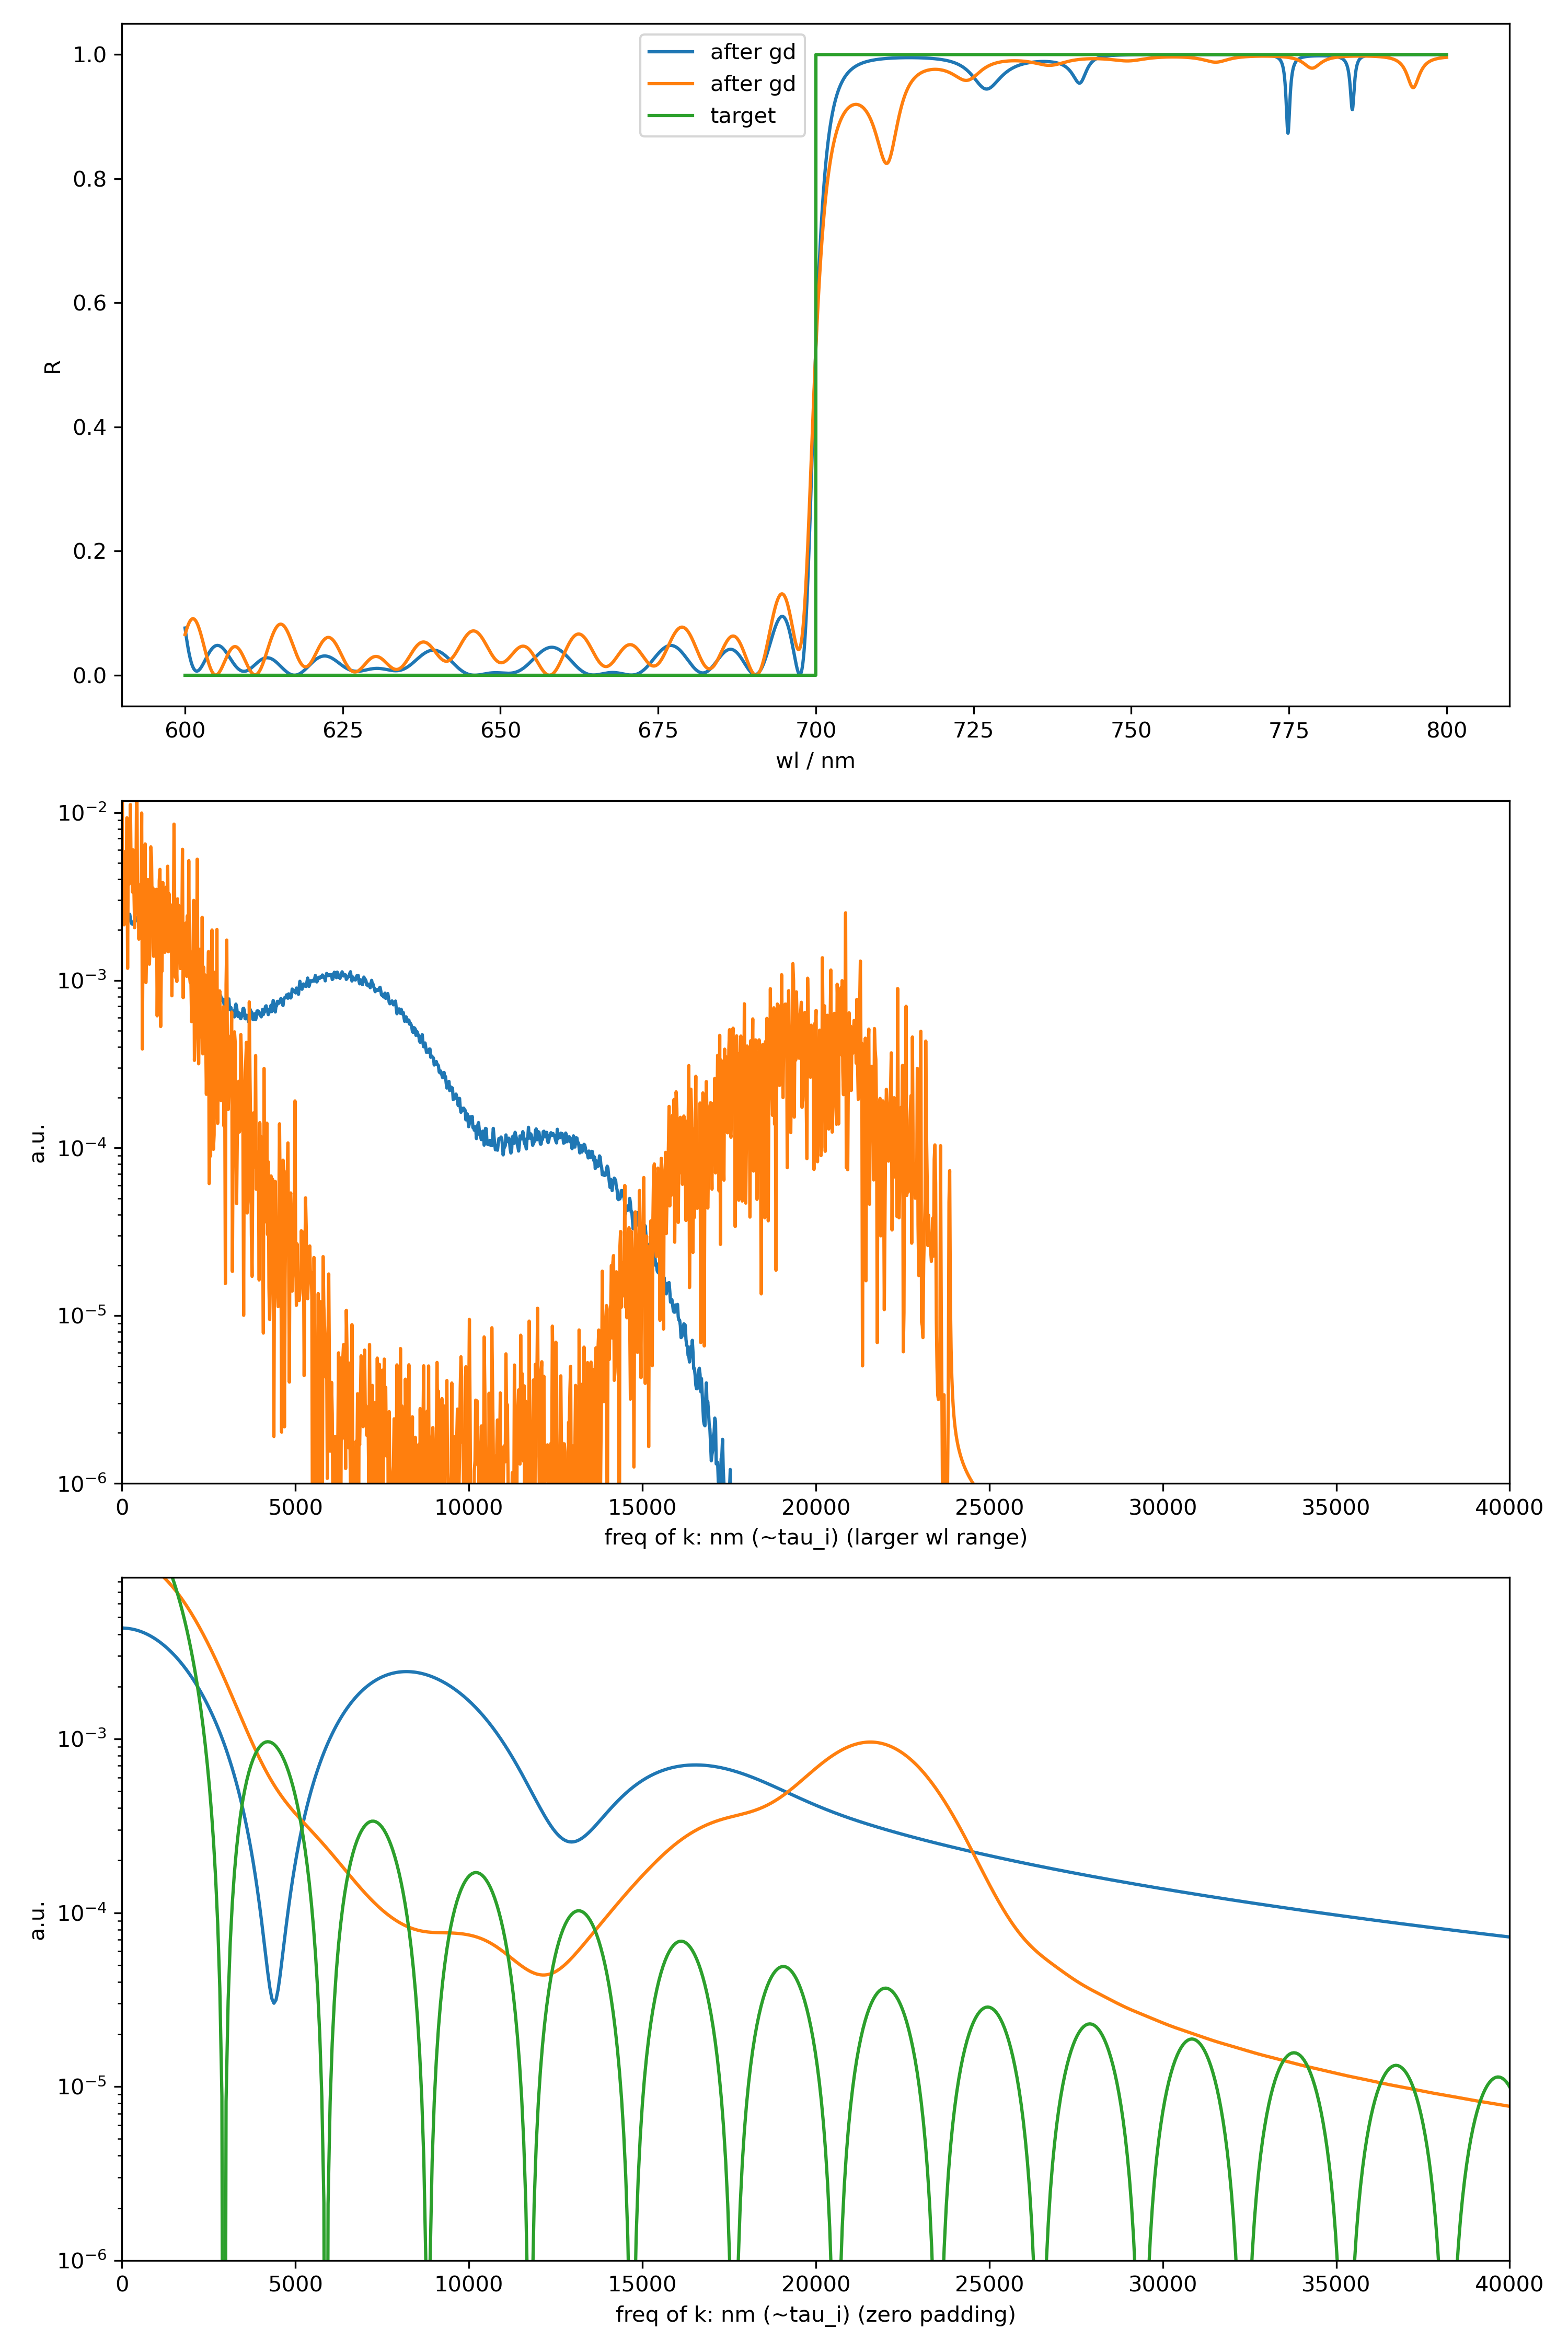 after gd
after gd
target
1.0
0.8
0.6
0.4
0.2
0.0
R
600 625 650 675 700 725 750 775 800
wl / nm
10⁻²
10⁻³
10⁻⁴
10⁻⁵
10⁻⁶
a.u.
0 5000 10000 15000 20000 25000 30000 35000 40000
freq of k: nm (~tau_i) (larger wl range)
10⁻³
10⁻⁴
10⁻⁵
10⁻⁶
a.u.
0 5000 10000 15000 20000 25000 30000 35000 40000
freq of k: nm (~tau_i) (zero padding)